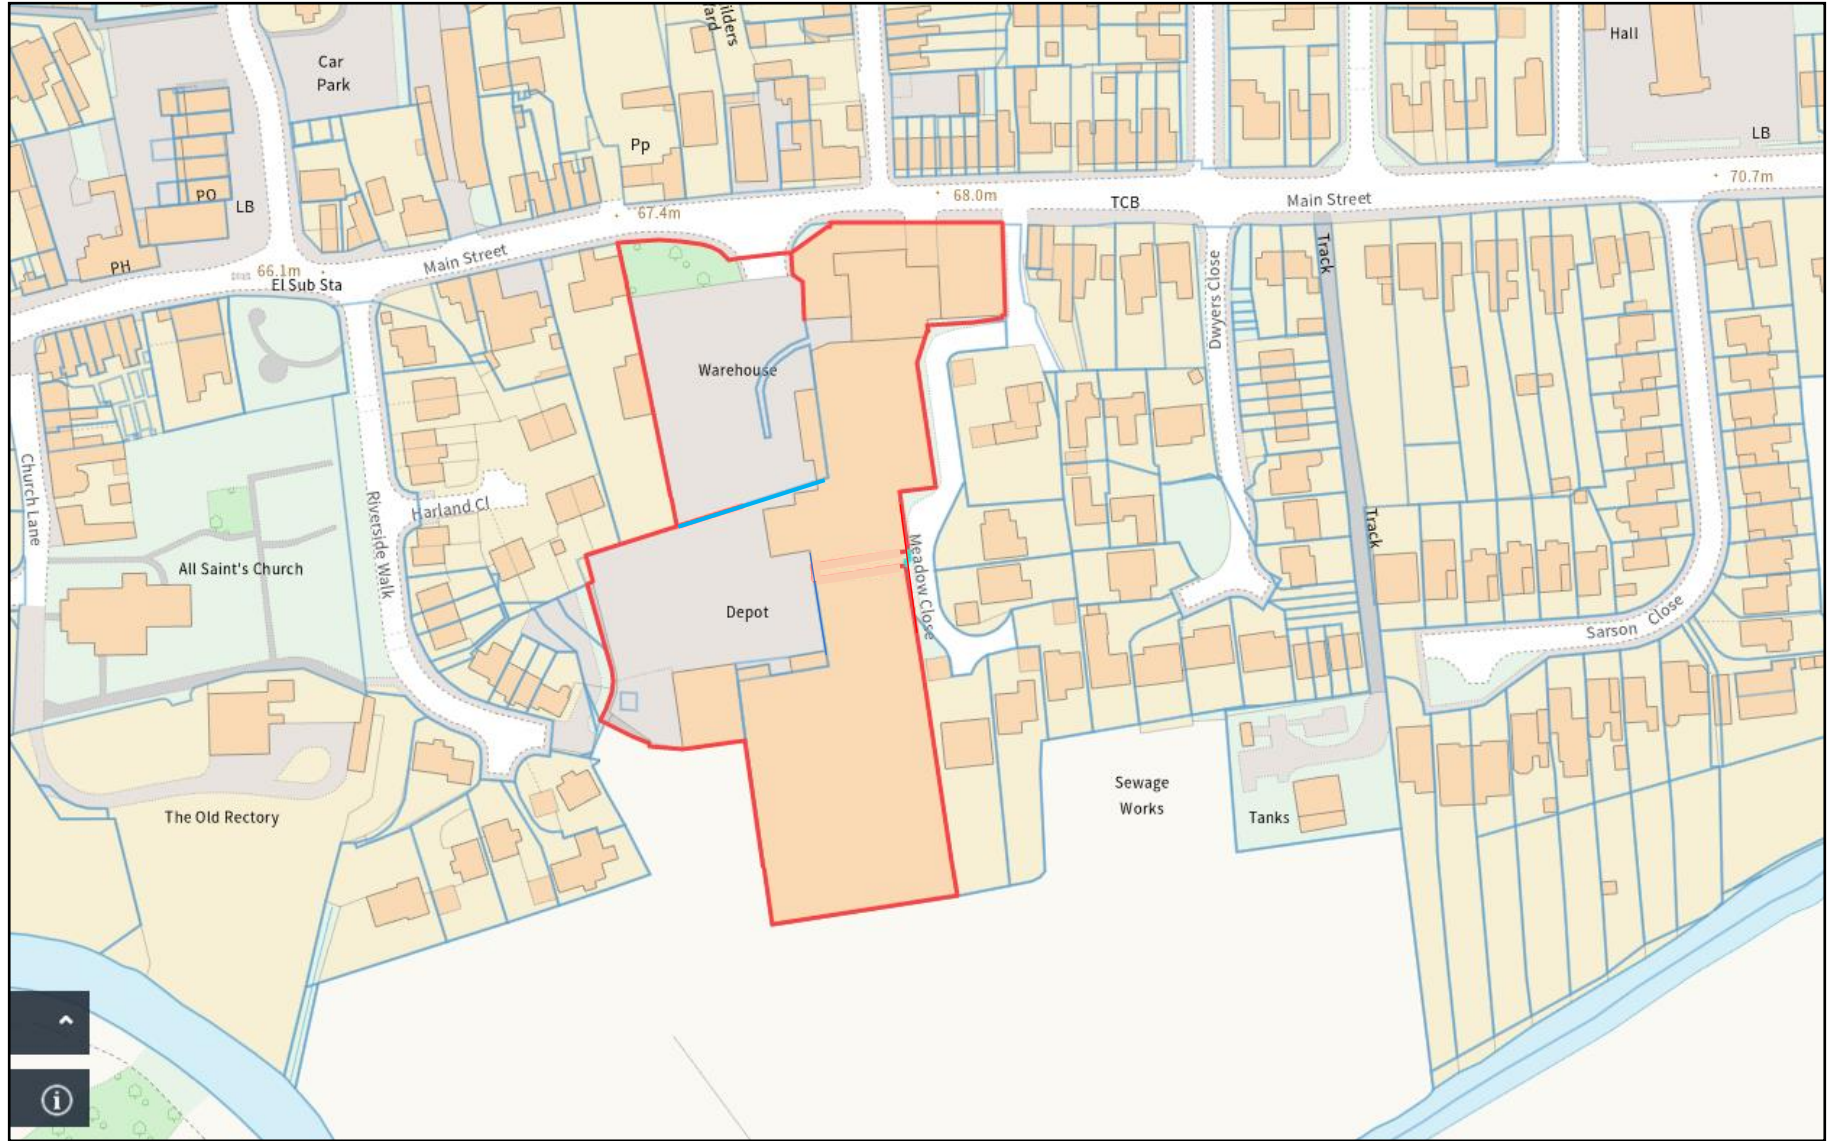 ilders
Yard
Hall
Car
Park
LB
Pp
PO
LB
70.7m
68.0m
TCB
Main Street
67.4m
Main Street
PH
66.1m
El Sub Sta
Track
Dwyers Close
Warehouse
Church Lane
Riverside Walk
Harland Cl
Track
Meadow Close
All Saint's Church
Depot
Sarson Close
Sewage
Works
The Old Rectory
Tanks
i